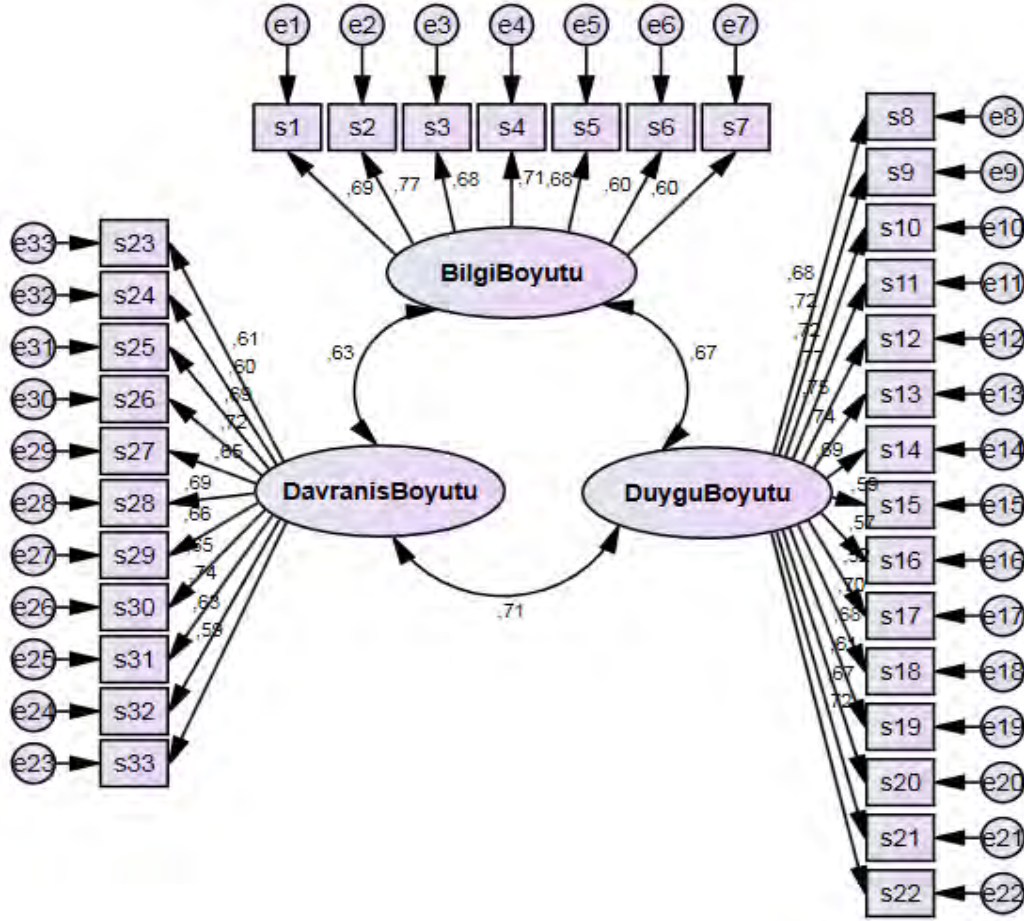 e1 e2 e3 e4 e5 e6 e7
s1 s2 s3 s4 s5 s6 s7
,69 ,77 ,68 ,71 ,68 ,60 ,60
BilgiBoyutu
,63
,67
,71
e33 s23
e32 s24
e31 s25
e30 s26
e29 s27
e28 s28
e27 s29
e26 s30
e25 s31
e24 s32
e23 s33
,61
,60
,69
,72
,65
,69
,66
,65
,74
,63
,59
DavranisBoyutu
DuyguBoyutu
,68
,72
,72
,75
,74
,69
,59
,57
,70
,68
,61
,67
,72
s8 e8
s9 e9
s10 e10
s11 e11
s12 e12
s13 e13
s14 e14
s15 e15
s16 e16
s17 e17
s18 e18
s19 e19
s20 e20
s21 e21
s22 e22